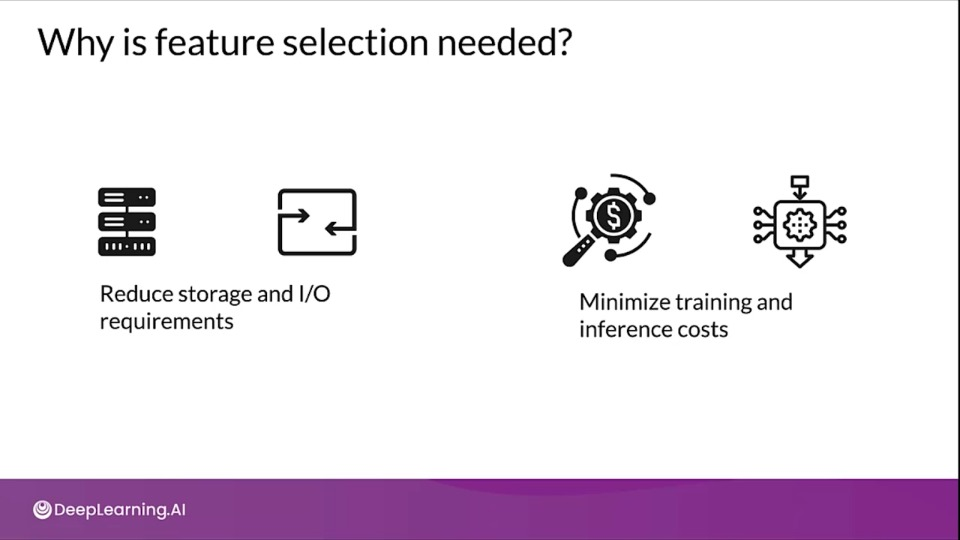 Why is feature selection needed?
Reduce storage and I/O
requirements
Minimize training and
inference costs
DeepLearning.AI